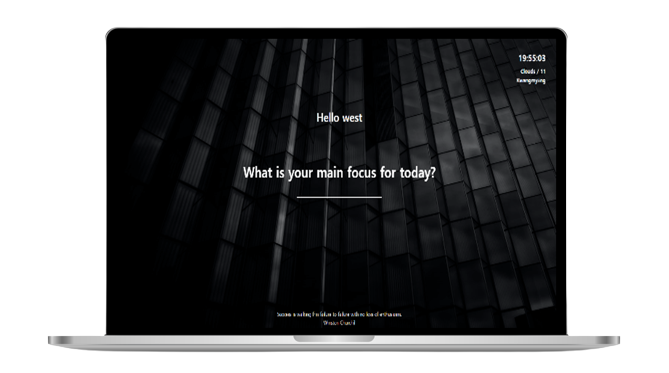 19:55:03
Clouds / 11
Kwangmyung
Hello west
What is your main focus for today?
Success is walking from failure to failure with no loss of enthusiasm.
Winston Churchill